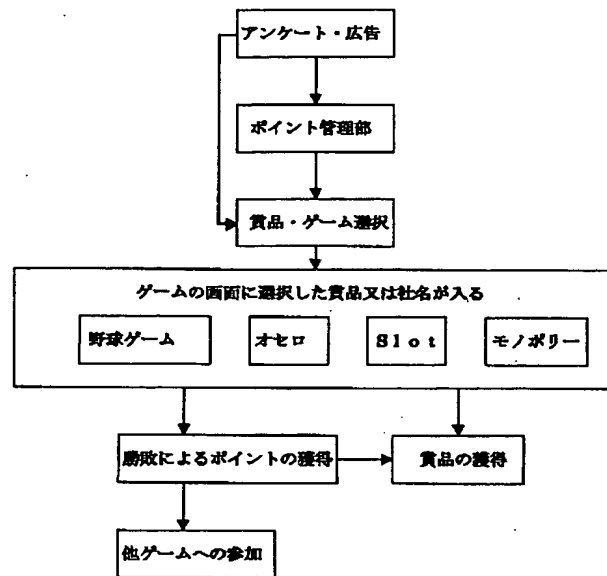 アンケート・広告
ポイント管理部
賞品・ゲーム選択
ゲームの画面に選択した賞品又は社名が入る
野球ゲーム
オセロ
Slot
モノポリー
勝敗によるポイントの獲得
賞品の獲得
他ゲームへの参加